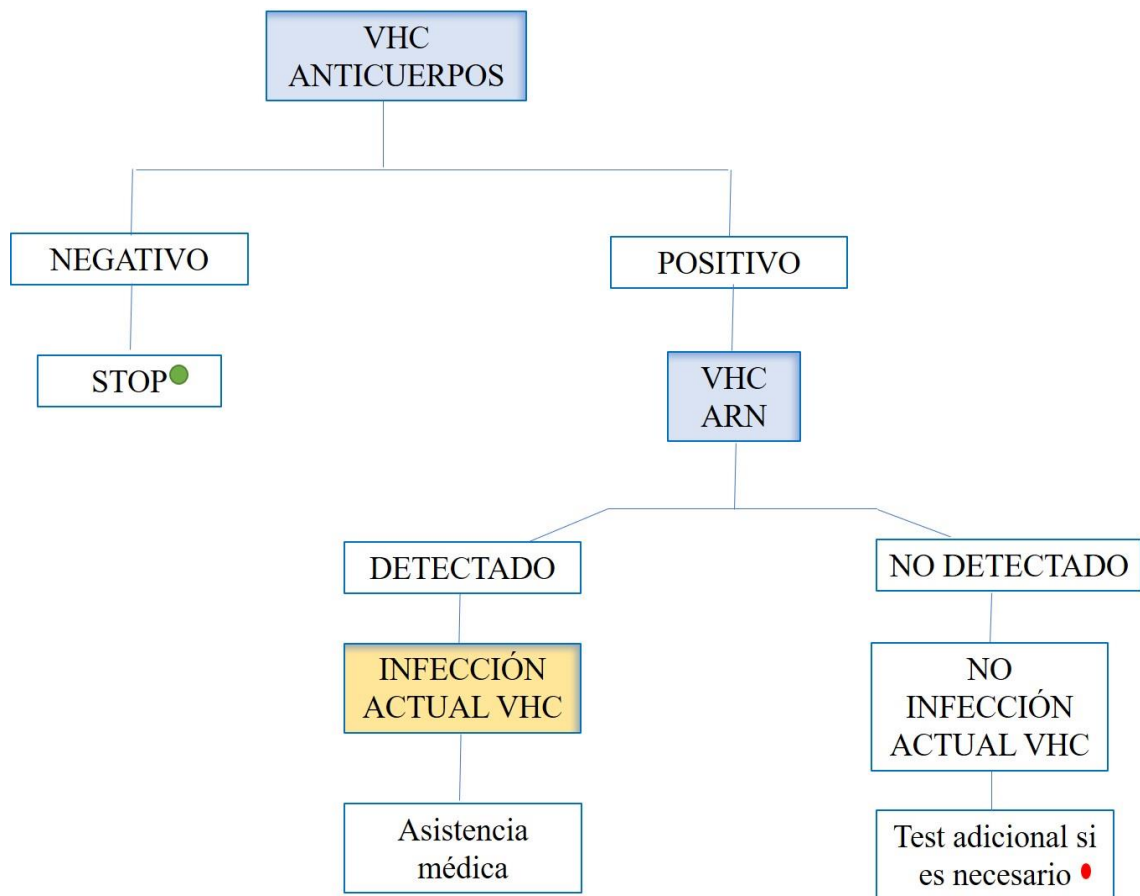 VHC
ANTICUERPOS
NEGATIVO
POSITIVO
STOP
VHC
ARN
DETECTADO
NO DETECTADO
INFECCIÓN
ACTUAL VHC
NO
INFECCIÓN
ACTUAL VHC
Asistencia
médica
Test adicional si
es necesario